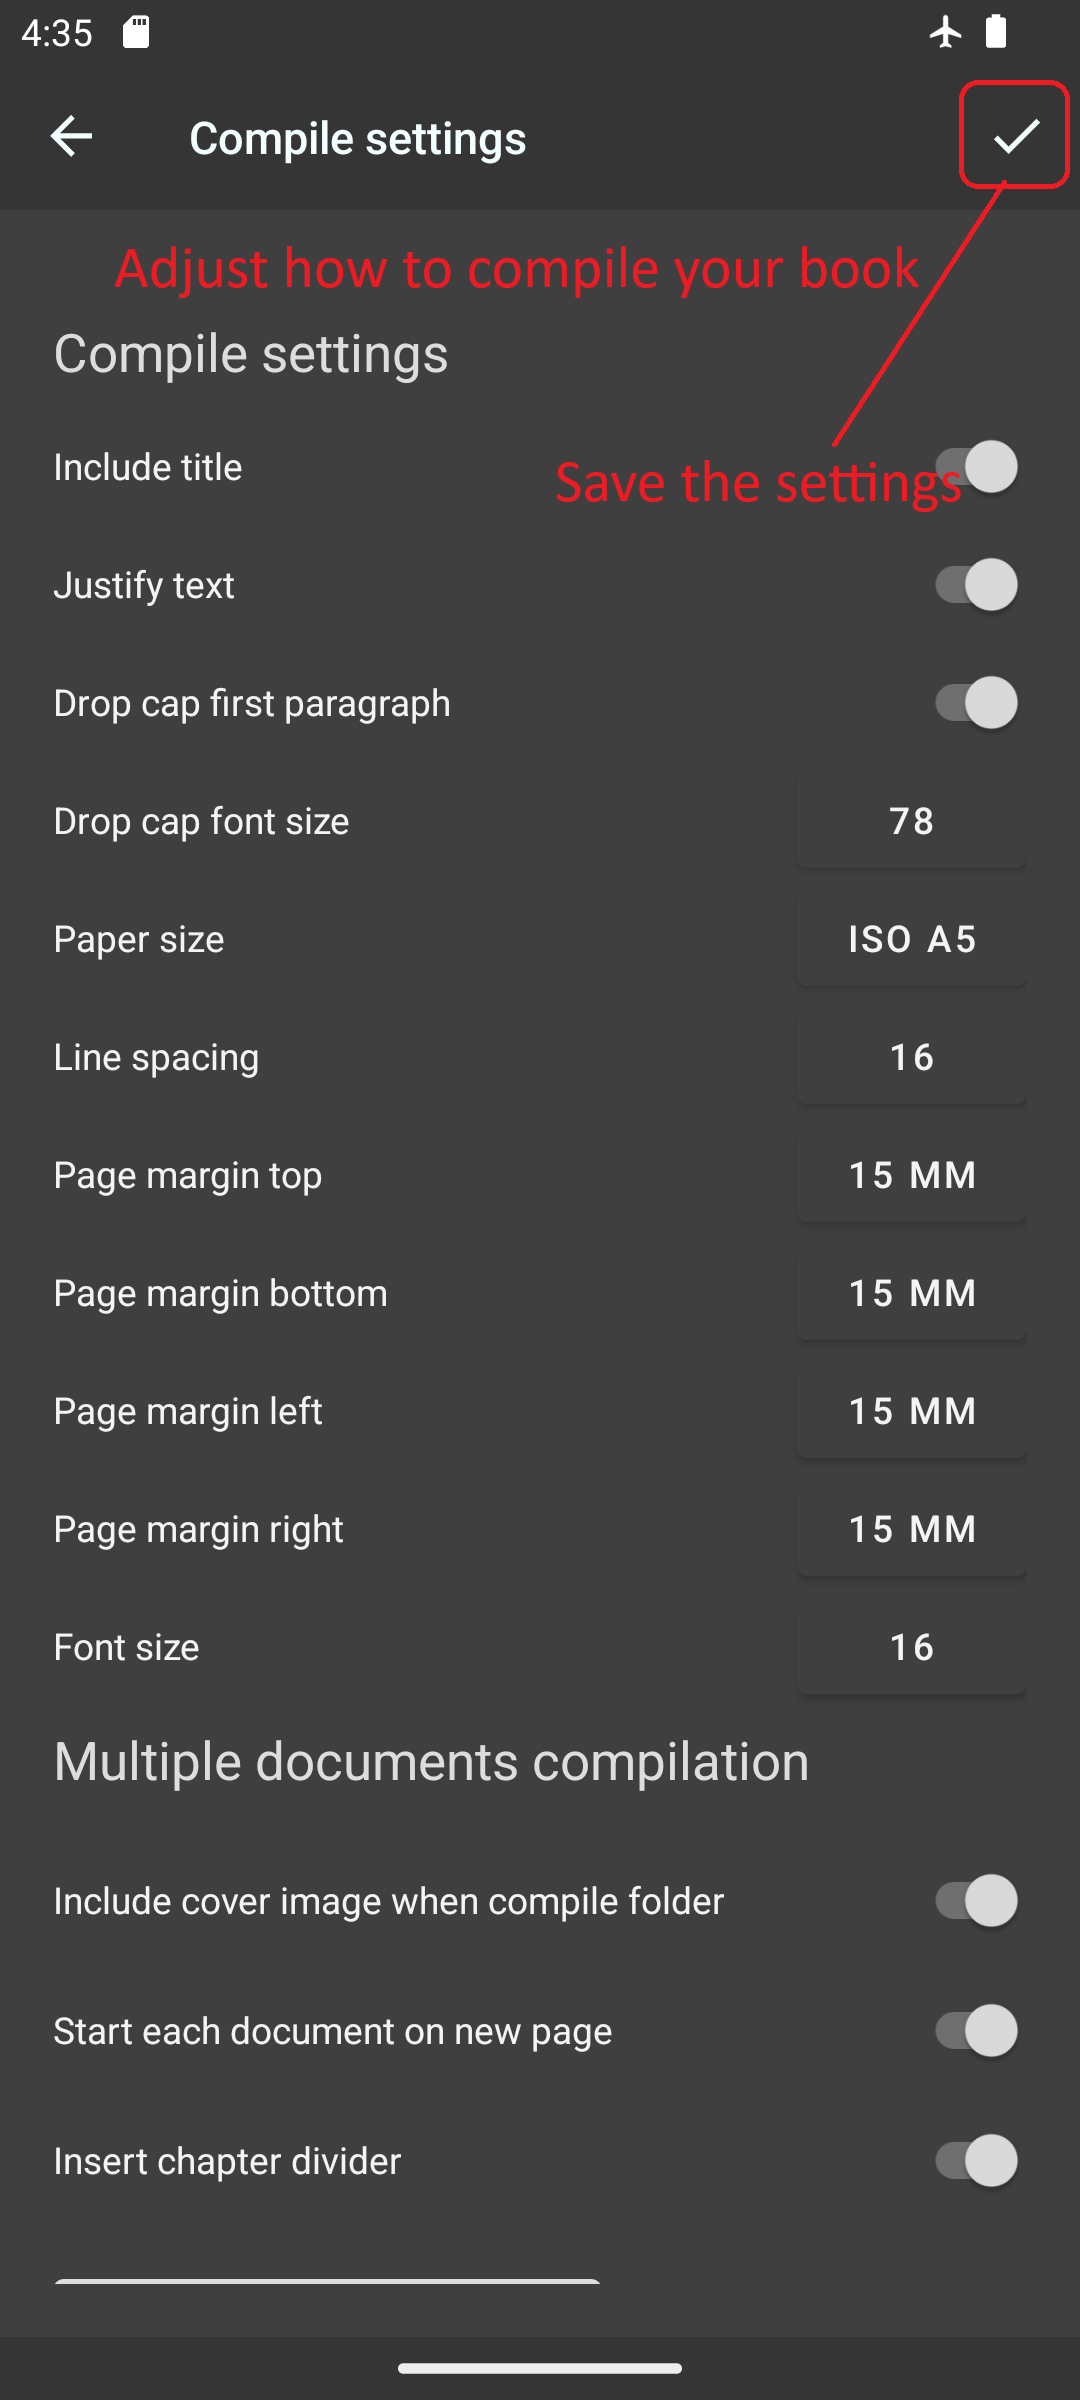 4:35
Compile settings
Adjust how to compile your book
Compile settings
Include title
Save the settings
Justify text
Drop cap first paragraph
Drop cap font size 78
Paper size ISO A5
Line spacing 16
Page margin top 15 MM
Page margin bottom 15 MM
Page margin left 15 MM
Page margin right 15 MM
Font size 16
Multiple documents compilation
Include cover image when compile folder
Start each document on new page
Insert chapter divider